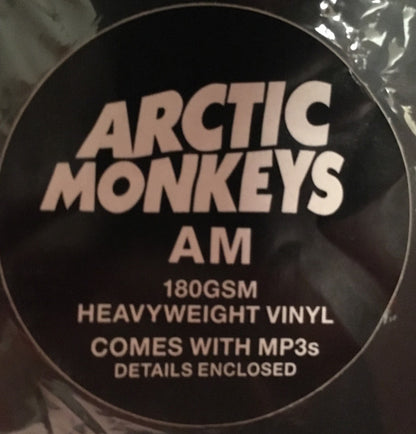 ARCTIC
MONKEYS
AM
180GSM
HEAVYWEIGHT VINYL
COMES WITH MP3s
DETAILS ENCLOSED